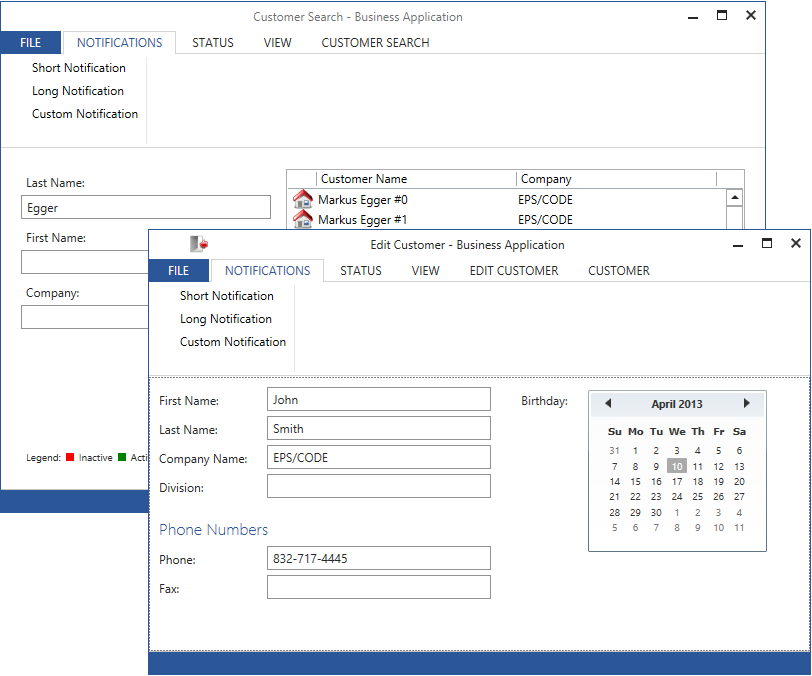 Customer Search - Business Application
FILE NOTIFICATIONS STATUS VIEW CUSTOMER SEARCH
Short Notification
Long Notification
Custom Notification
Last Name:
Egger
First Name:
Company:
Customer Name Company
Markus Egger #0 EPS/CODE
Markus Egger #1 EPS/CODE
Legend: Inactive Acti
Edit Customer - Business Application
FILE NOTIFICATIONS STATUS VIEW EDIT CUSTOMER CUSTOMER
Short Notification
Long Notification
Custom Notification
First Name: John
Last Name: Smith
Company Name: EPS/CODE
Division:
Phone Numbers
Phone: 832-717-4445
Fax:
Birthday:
April 2013
Su Mo Tu We Th Fr Sa
31 1 2 3 4 5 6
7 8 9 10 11 12 13
14 15 16 17 18 19 20
21 22 23 24 25 26 27
28 29 30 1 2 3 4
5 6 7 8 9 10 11